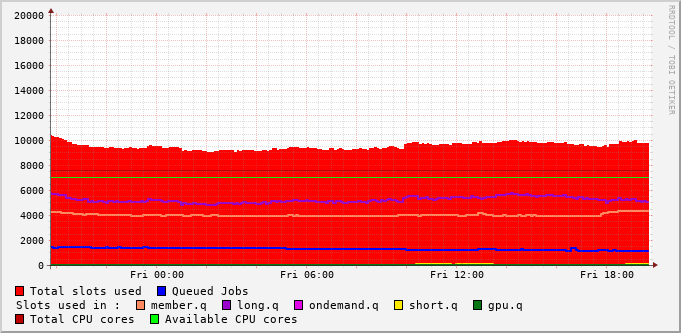 RRDTOOL / TOBI OETIKER
20000
18000
16000
14000
12000
10000
8000
6000
4000
2000
0
Fri 00:00 Fri 06:00 Fri 12:00 Fri 18:00
Total slots used Queued Jobs
Slots used in : member.q long.q ondemand.q short.q gpu.q
Total CPU cores Available CPU cores